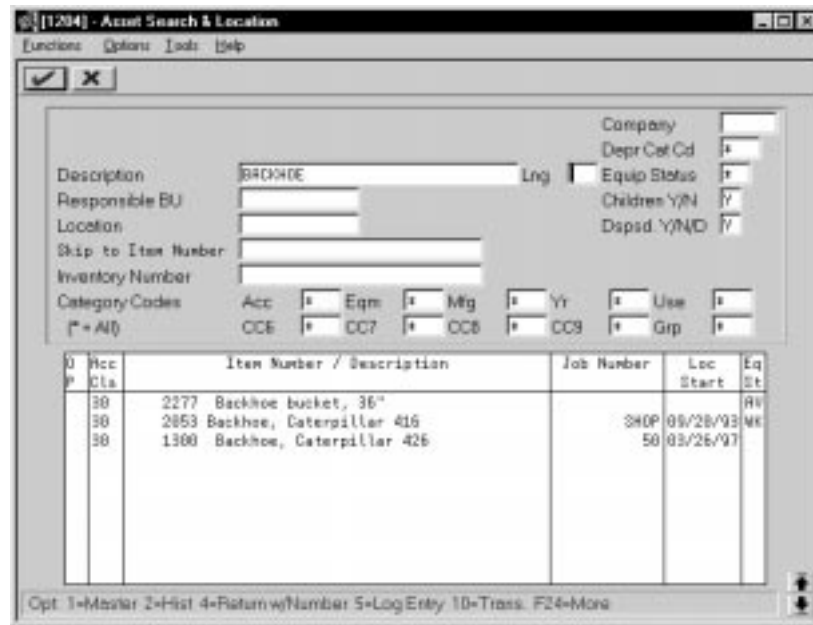 [1204] - Asset Search & Location
Functions Options Tools Help
Company
Depr Cat Cd *
Description BACKHOE Lng Equip Status *
Responsible BU Children Y/N Y
Location Dspsd. Y/N/D Y
Skip to Item Number
Inventory Number
Category Codes Acc * Eqm * Mfg * Yr * Use *
(* = All) CC6 * CC7 * CC8 * CC9 * Grp *
O Acc Item Number / Description Job Number Loc Eq
P Cls Start St
30 2277 Backhoe bucket, 36" AV
30 2053 Backhoe, Caterpillar 416 SHOP 09/20/93 WK
30 1300 Backhoe, Caterpillar 426 50 03/26/97
Opt: 1=Master 2=Hist 4=Return w/Number 5=Log Entry 10=Trans. F24=More